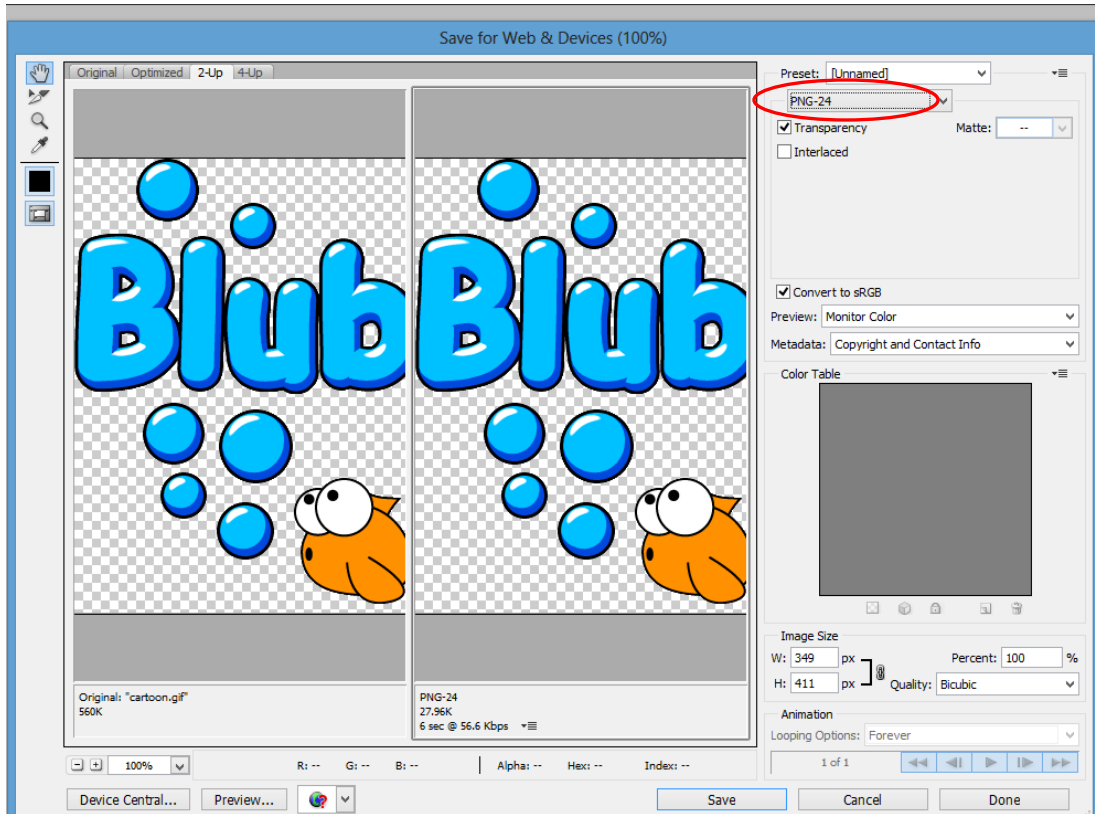 Save for Web & Devices (100%)
Original Optimized 2-Up 4-Up
Preset: [Unnamed]
PNG-24
Transparency Matte: --
Interlaced
Blub
Blub
Convert to sRGB
Preview: Monitor Color
Metadata: Copyright and Contact Info
Color Table
Image Size
W: 349 px Percent: 100 %
H: 411 px Quality: Bicubic
Original: "cartoon.gif"
560K
PNG-24
27.96K
6 sec @ 56.6 Kbps
Animation
Looping Options: Forever
1 of 1
100% R: -- G: -- B: -- Alpha: -- Hex: -- Index: --
Device Central... Preview... Save Cancel Done